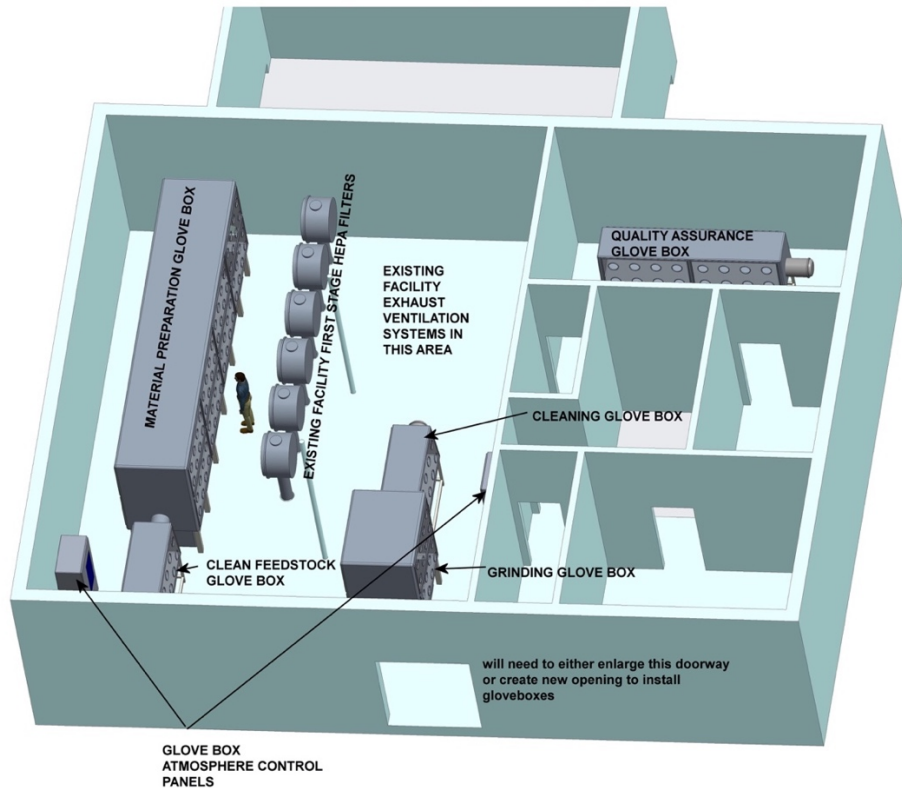 MATERIAL PREPARATION GLOVE BOX
EXISTING FACILITY FIRST STAGE HEPA FILTERS
EXISTING
FACILITY
EXHAUST
VENTILATION
SYSTEMS IN
THIS AREA
QUALITY ASSURANCE
GLOVE BOX
CLEANING GLOVE BOX
CLEAN FEEDSTOCK
GLOVE BOX
GRINDING GLOVE BOX
will need to either enlarge this doorway
or create new opening to install
gloveboxes
GLOVE BOX
ATMOSPHERE CONTROL
PANELS